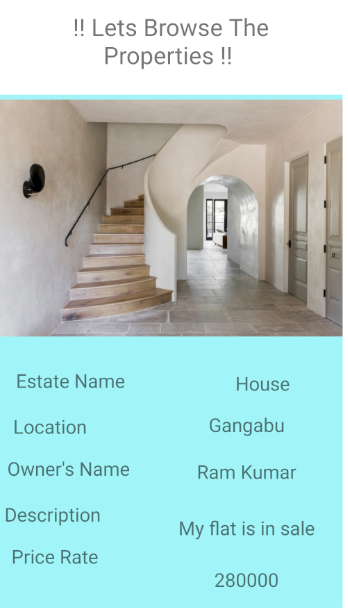 !! Lets Browse The
Properties !!
Estate Name
House
Location
Gangabu
Owner's Name
Ram Kumar
Description
My flat is in sale
Price Rate
280000